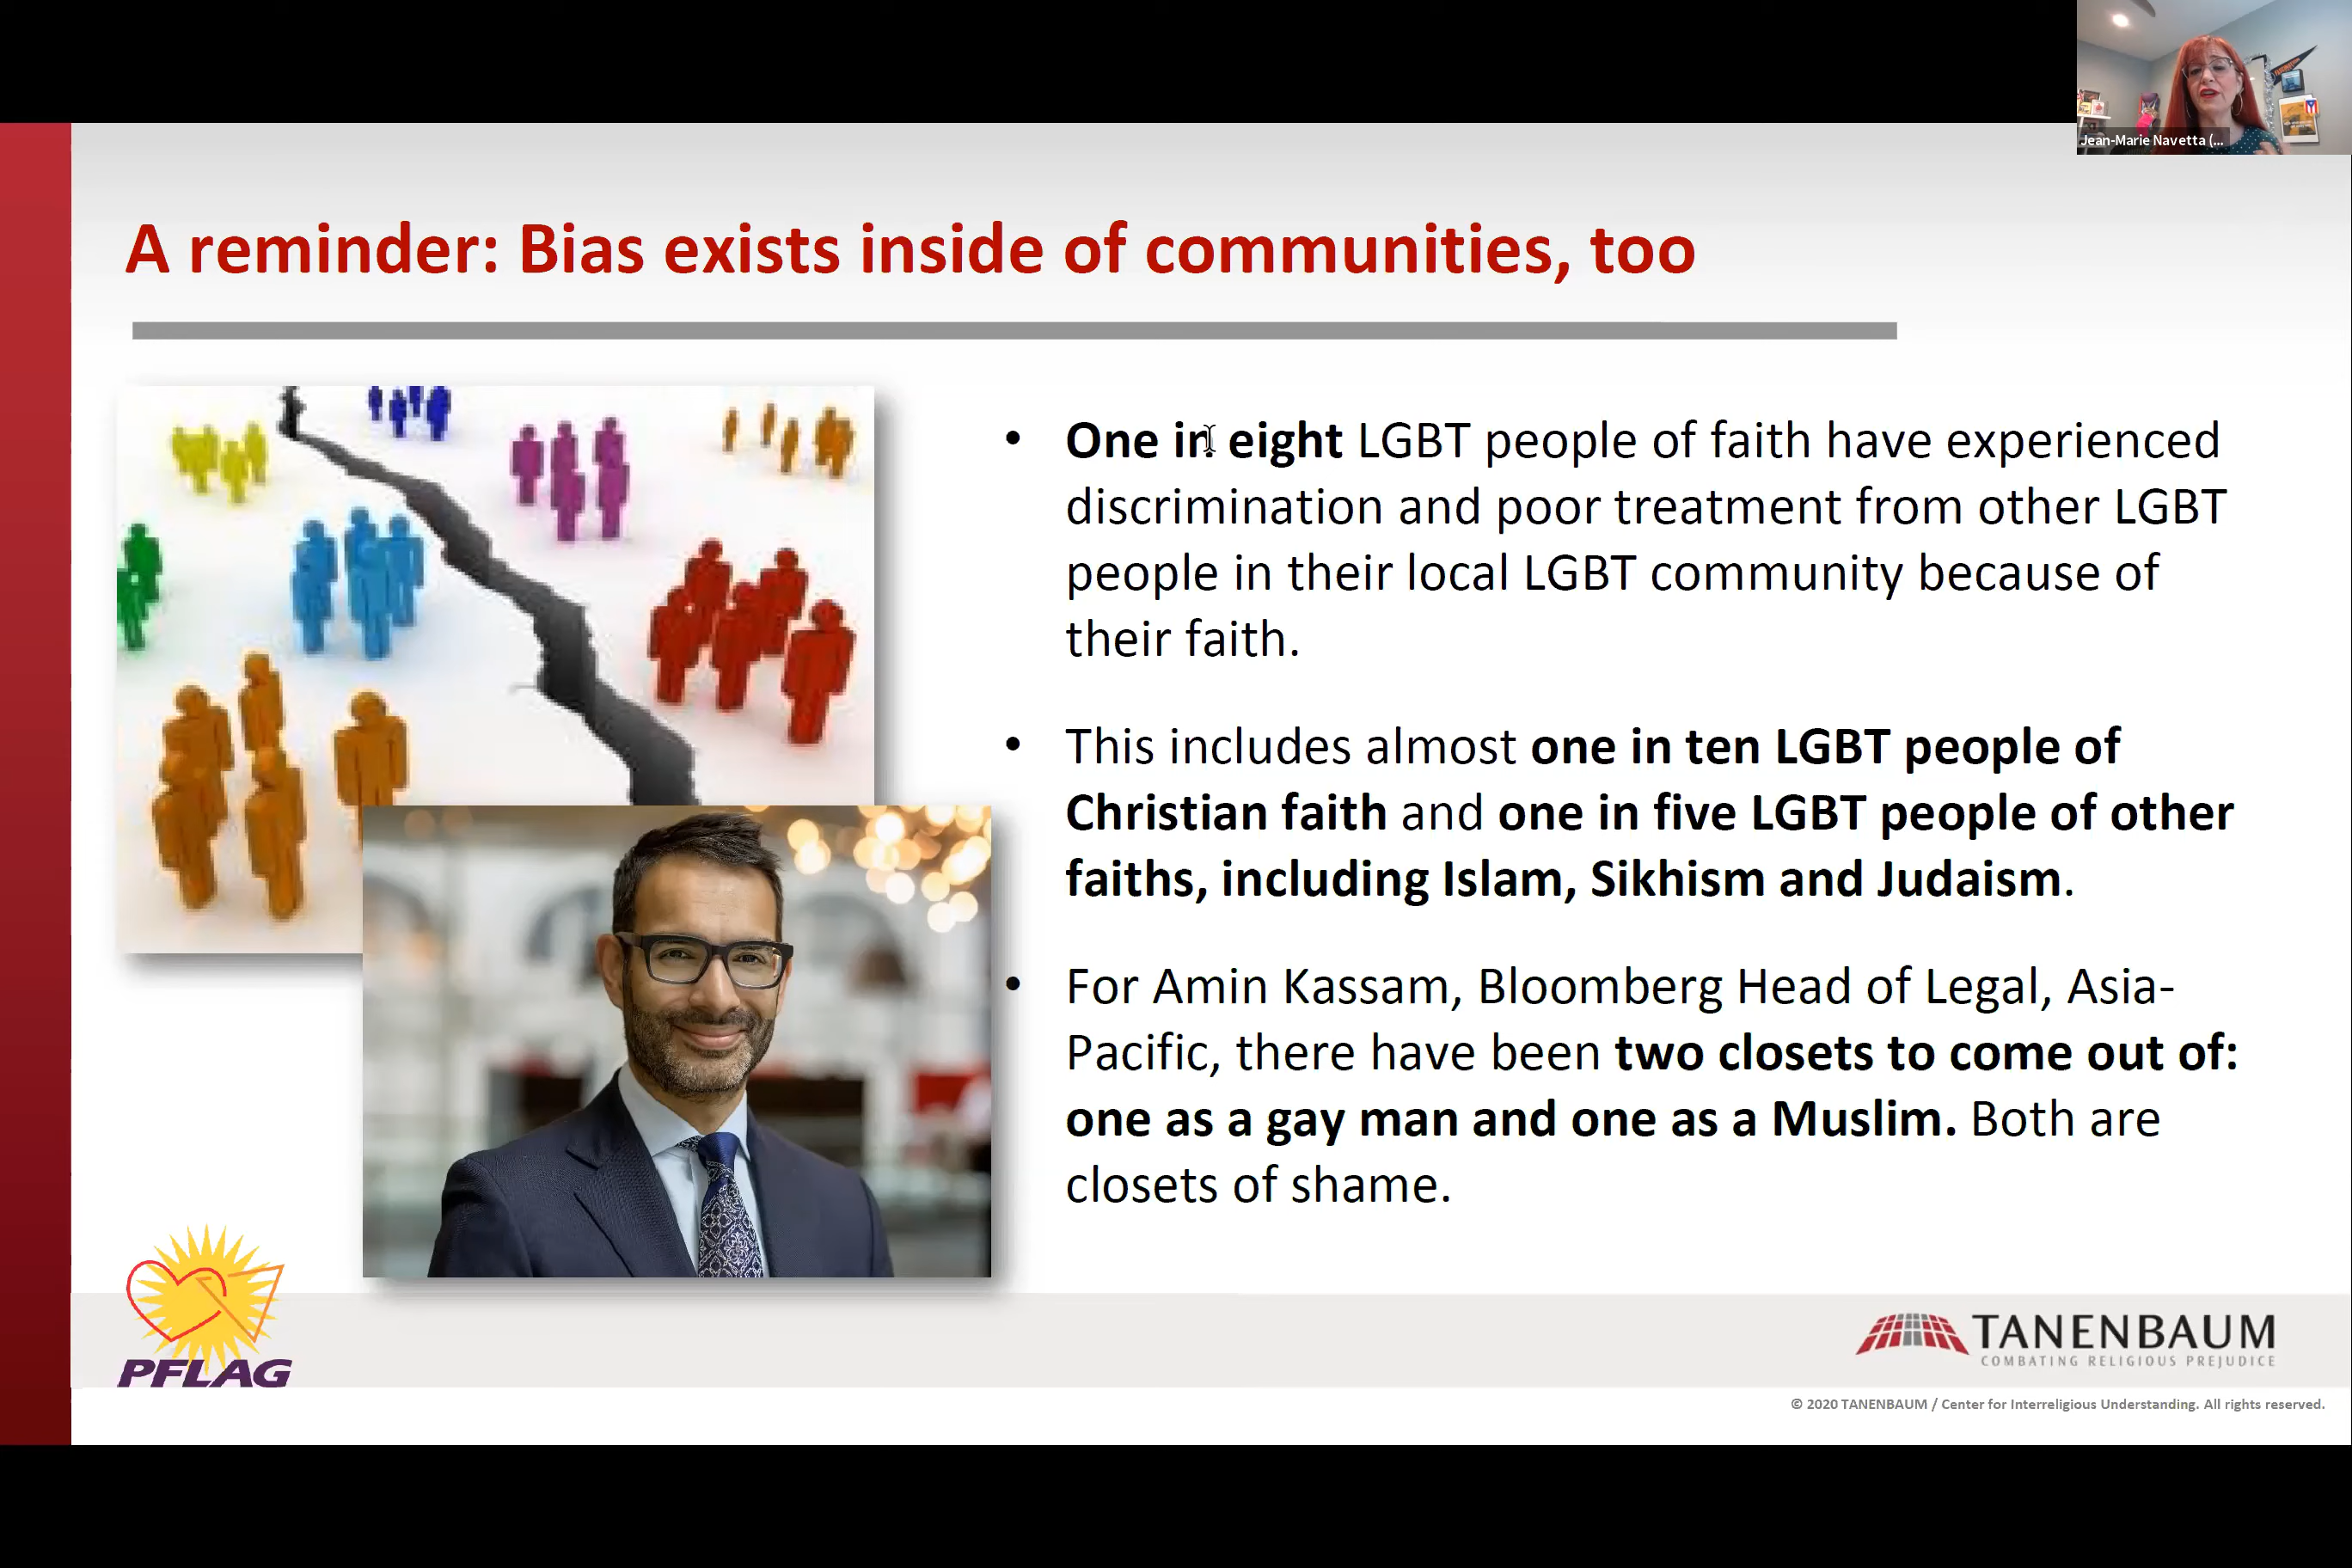 Jean-Marie Navetta (...
A reminder: Bias exists inside of communities, too
• One in eight LGBT people of faith have experienced
discrimination and poor treatment from other LGBT
people in their local LGBT community because of
their faith.
• This includes almost one in ten LGBT people of
Christian faith and one in five LGBT people of other
faiths, including Islam, Sikhism and Judaism.
• For Amin Kassam, Bloomberg Head of Legal, Asia-
Pacific, there have been two closets to come out of:
one as a gay man and one as a Muslim. Both are
closets of shame.
PFLAG
TANENBAUM
COMBATING RELIGIOUS PREJUDICE
© 2020 TANENBAUM / Center for Interreligious Understanding. All rights reserved.